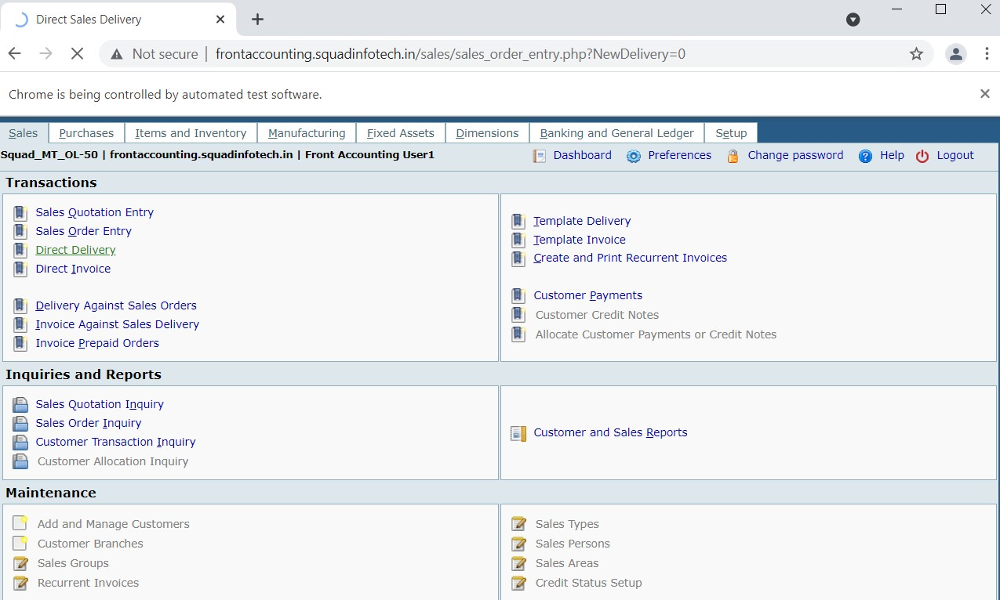 Direct Sales Delivery
Not secure | frontaccounting.squadinfotech.in/sales/sales_order_entry.php?NewDelivery=0
Chrome is being controlled by automated test software.
Sales Purchases Items and Inventory Manufacturing Fixed Assets Dimensions Banking and General Ledger Setup
Squad_MT_OL-50 | frontaccounting.squadinfotech.in | Front Accounting User1 Dashboard Preferences Change password Help Logout
Transactions
Sales Quotation Entry
Sales Order Entry
Direct Delivery
Direct Invoice
Delivery Against Sales Orders
Invoice Against Sales Delivery
Invoice Prepaid Orders
Template Delivery
Template Invoice
Create and Print Recurrent Invoices
Customer Payments
Customer Credit Notes
Allocate Customer Payments or Credit Notes
Inquiries and Reports
Sales Quotation Inquiry
Sales Order Inquiry
Customer Transaction Inquiry
Customer Allocation Inquiry
Customer and Sales Reports
Maintenance
Add and Manage Customers
Customer Branches
Sales Groups
Recurrent Invoices
Sales Types
Sales Persons
Sales Areas
Credit Status Setup